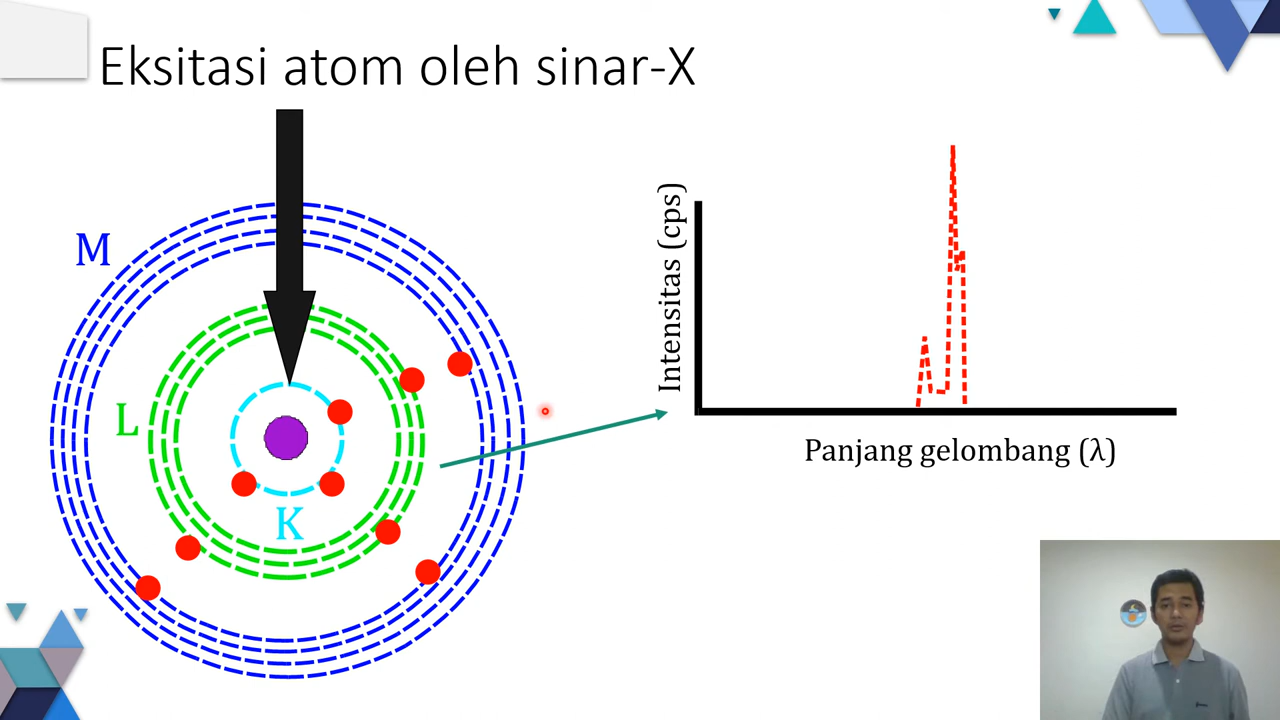 Eksitasi atom oleh sinar-X
M
L
K
Intensitas (cps)
Panjang gelombang (λ)